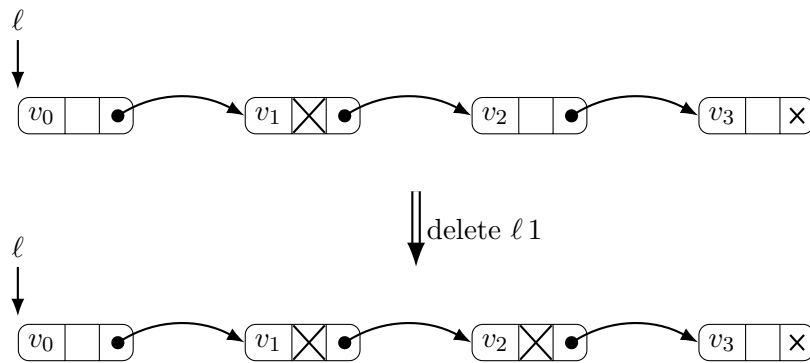 ℓ
v₀ v₁ v₂ v₃
delete ℓ 1
ℓ
v₀ v₁ v₂ v₃